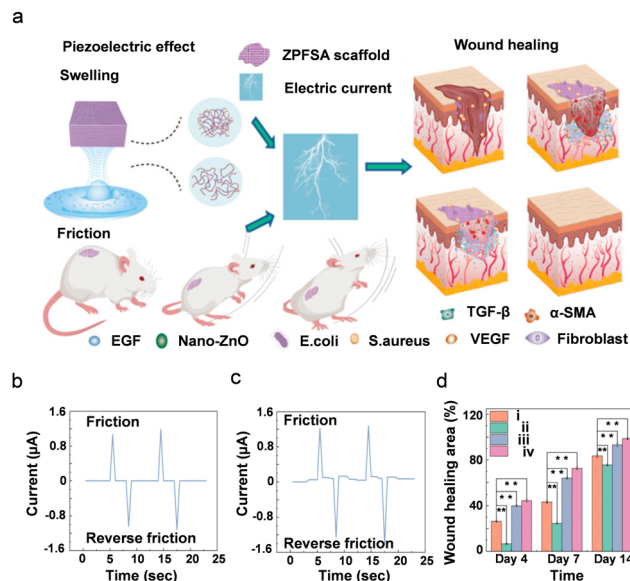 a
Piezoelectric effect
Swelling
ZPFSA scaffold
Electric current
Wound healing
Friction
EGF
Nano-ZnO
E.coli
S.aureus
TGF-β
α-SMA
VEGF
Fibroblast
b
Current (μA)
1.6
0.8
0.0
-0.8
-1.6
Friction
Reverse friction
0 5 10 15 20 25
Time (sec)
c
Current (μA)
1.6
0.8
0.0
-0.8
-1.6
Friction
Reverse friction
0 5 10 15 20 25
Time (sec)
d
Wound healing area (%)
120
80
40
0
i
ii
iii
iv
** ** **
** ** **
** ** **
Day 4 Day 7 Day 14
Time